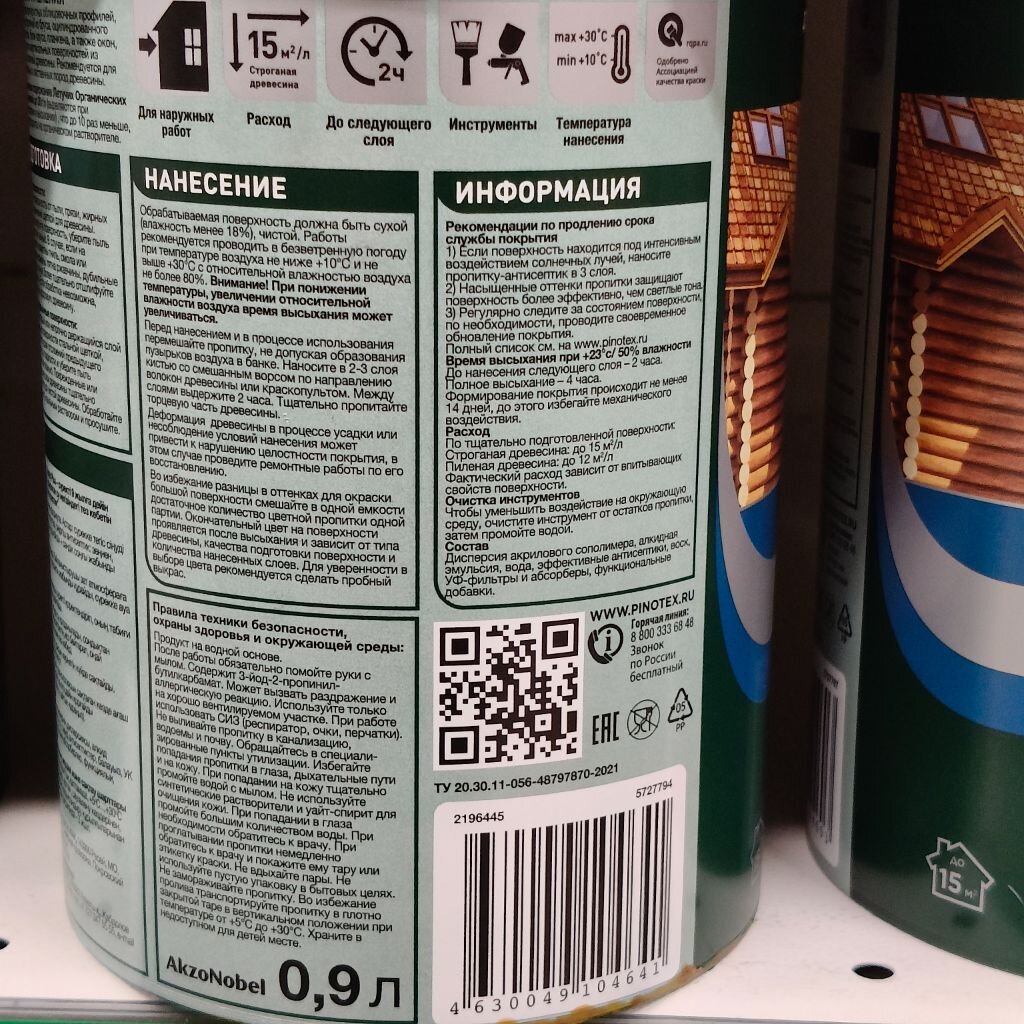 15 м²/л
Строганая
древесина
2ч
max +30°C
min +10°C
rqpa.ru
Одобрено
Ассоциацией
качества краски
Для наружных
работ
Расход
До следующего
слоя
Инструменты
Температура
нанесения
НАНЕСЕНИЕ
Обрабатываемая поверхность должна быть сухой
(влажность менее 18%), чистой. Работы
рекомендуется проводить в безветренную погоду
при температуре воздуха не ниже +10°C и не
выше +30°C с относительной влажностью воздуха
не более 80%. Внимание! При понижении
температуры, увеличении относительной
влажности воздуха время высыхания может
увеличиваться.
Перед нанесением и в процессе использования
перемешайте пропитку, не допуская образования
пузырьков воздуха в банке. Наносите в 2-3 слоя
кистью со смешанным ворсом по направлению
волокон древесины или краскопультом. Между
слоями выдержите 2 часа. Тщательно пропитайте
торцевую часть древесины.
Деформация древесины в процессе усадки или
несоблюдение условий нанесения может
привести к нарушению целостности покрытия, в
этом случае проведите ремонтные работы по его
восстановлению.
Во избежание разницы в оттенках для окраски
большой поверхности смешайте в одной емкости
достаточное количество цветной пропитки одной
партии. Окончательный цвет на поверхности
проявляется после высыхания и зависит от типа
древесины, качества подготовки поверхности и
количества нанесенных слоев. Для уверенности в
выборе цвета рекомендуется сделать пробный
выкрас.
Правила техники безопасности,
охраны здоровья и окружающей среды:
Продукт на водной основе.
После работы обязательно помойте руки с
мылом. Содержит 3-йод-2-пропинил-
бутилкарбамат. Может вызвать раздражение и
аллергическую реакцию. Используйте только
на хорошо вентилируемом участке. При работе
использовать СИЗ (респиратор, очки, перчатки).
Не выливайте пропитку в канализацию,
водоемы и почву. Обращайтесь в специали-
зированные пункты утилизации. Избегайте
попадания пропитки в глаза, дыхательные пути
и на кожу. При попадании на кожу тщательно
промойте водой с мылом. Не используйте
синтетические растворители и уайт-спирит для
очищения кожи. При попадании в глаза
промойте большим количеством воды. При
необходимости обратитесь к врачу. При
проглатывании пропитки немедленно
обратитесь к врачу и покажите ему тару или
этикетку краски. Не вдыхайте пары. Не
используйте пустую упаковку в бытовых целях.
Не замораживайте пропитку. Во избежание
пролива транспортируйте пропитку в плотно
закрытой таре в вертикальном положении при
температуре от +5°C до +30°C. Храните в
недоступном для детей месте.
AkzoNobel 0,9 л
ИНФОРМАЦИЯ
Рекомендации по продлению срока
службы покрытия
1) Если поверхность находится под интенсивным
воздействием солнечных лучей, наносите
пропитку-антисептик в 3 слоя.
2) Насыщенные оттенки пропитки защищают
поверхность более эффективно, чем светлые тона.
3) Регулярно следите за состоянием поверхности,
по необходимости, проводите своевременное
обновление покрытия.
Полный список см. на www.pinotex.ru
Время высыхания при +23°c/ 50% влажности
До нанесения следующего слоя – 2 часа.
Полное высыхание – 4 часа.
Формирование покрытия происходит не менее
14 дней, до этого избегайте механического
воздействия.
Расход
По тщательно подготовленной поверхности:
Строганая древесина: до 15 м²/л
Пиленая древесина: до 12 м²/л
Фактический расход зависит от впитывающих
свойств поверхности.
Очистка инструментов
Чтобы уменьшить воздействие на окружающую
среду, очистите инструмент от остатков пропитки,
затем промойте водой.
Состав
Дисперсия акрилового сополимера, алкидная
эмульсия, вода, эффективные антисептики, воск,
УФ-фильтры и абсорберы, функциональные
добавки.
WWW.PINOTEX.RU
Горячая линия:
8 800 333 68 48
Звонок
по России
бесплатный
EAC
05
PP
ТУ 20.30.11-056-48797870-2021
2196445
5727794
4 630049 104641
ДО
15 м²